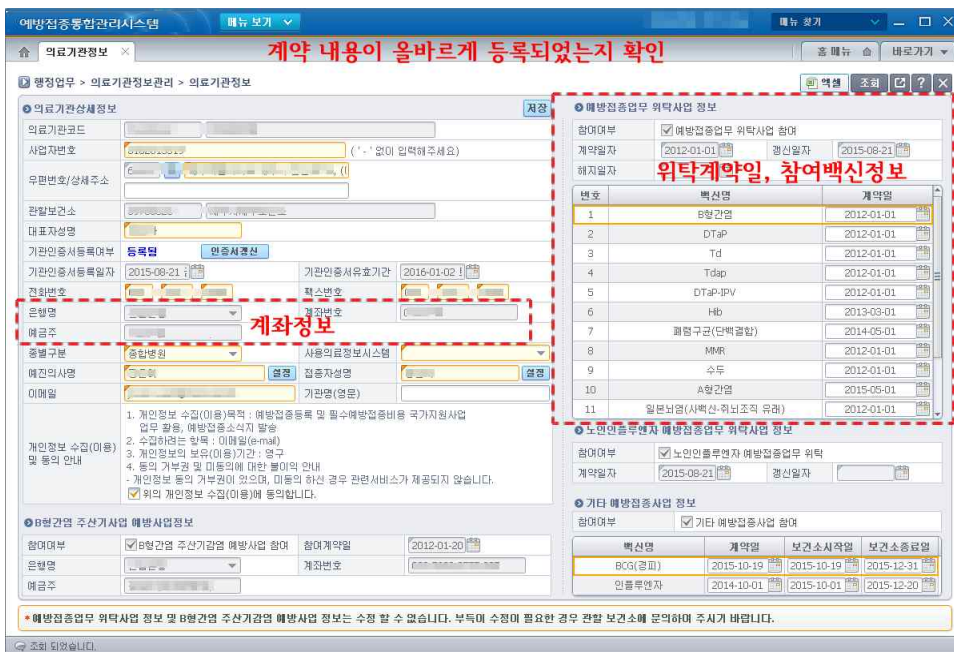 예방접종통합관리시스템 메뉴 보기 메뉴 찾기
의료기관정보 계약 내용이 올바르게 등록되었는지 확인 홈 메뉴 바로가기
행정업무 > 의료기관정보관리 > 의료기관정보 엑셀 조회
의료기관상세정보 저장
의료기관코드
사업자번호 ( '-' 없이 입력해주세요)
우편번호/상세주소
관할보건소
대표자성명
기관인증서등록여부 등록됨 인증서갱신
기관인증서등록일자 2015-08-21 기관인증서유효기간 2016-01-02
전화번호 팩스번호
은행명 계좌번호
계좌정보
예금주
종별구분 종합병원 사용의료정보시스템
예진의사명 설정 접종자성명 설정
이메일 기관명(영문)
개인정보 수집(이용) 및 동의 안내
1. 개인정보 수집(이용)목적 : 예방접종등록 및 필수예방접종비용 국가지원사업
업무 활용, 예방접종소식지 발송
2. 수집하려는 항목 : 이메일(e-mail)
3. 개인정보의 보유(이용)기간 : 영구
4. 동의 거부권 및 미동의에 대한 불이익 안내
- 개인정보 동의 거부권이 있으며, 미동의 하신 경우 관련서비스가 제공되지 않습니다.
위의 개인정보 수집(이용)에 동의합니다.
B형간염 주산기사업 예방사업정보
참여여부 B형간염 주산기감염 예방사업 참여 참여계약일 2012-01-20
은행명 계좌번호
예금주
예방접종업무 위탁사업 정보
참여여부 예방접종업무 위탁사업 참여
계약일자 2012-01-01 갱신일자 2015-08-21
해지일자 위탁계약일, 참여백신정보
번호 백신명 계약일
1 B형간염 2012-01-01
2 DTaP 2012-01-01
3 Td 2012-01-01
4 Tdap 2012-01-01
5 DTaP-IPV 2012-01-01
6 Hib 2013-03-01
7 폐렴구균(단백결합) 2014-05-01
8 MMR 2012-01-01
9 수두 2012-01-01
10 A형간염 2015-05-01
11 일본뇌염(사백신-쥐뇌조직 유래) 2012-01-01
노인인플루엔자 예방접종업무 위탁사업 정보
참여여부 노인인플루엔자 예방접종업무 위탁
계약일자 2015-08-21 갱신일자
기타 예방접종사업 정보
참여여부 기타 예방접종사업 참여
백신명 계약일 보건소시작일 보건소종료일
BCG(경피) 2015-10-19 2015-10-19 2015-12-31
인플루엔자 2014-10-01 2015-10-01 2015-12-20
* 예방접종업무 위탁사업 정보 및 B형간염 주산기감염 예방사업 정보는 수정 할 수 없습니다. 부득이 수정이 필요한 경우 관할 보건소에 문의하여 주시기 바랍니다.
조회 되었습니다.